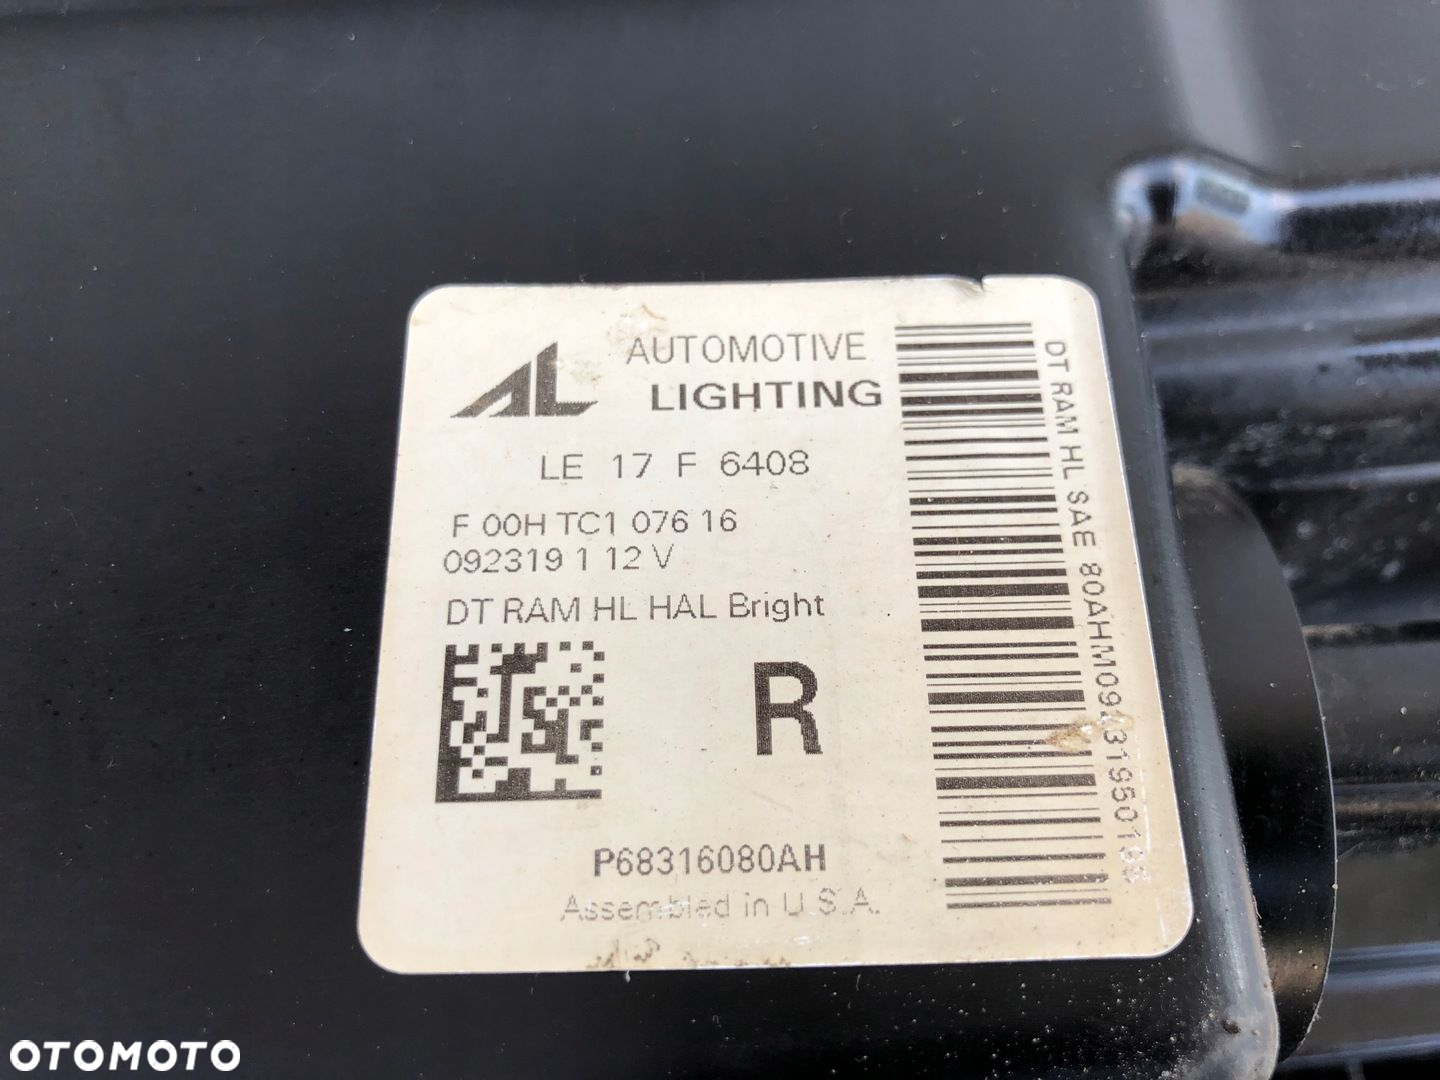 AL
AUTOMOTIVE
LIGHTING
LE 17 F 6408
F 00H TC1 076 16
092319 1 12 V
DT RAM HL HAL Bright
R
P68316080AH
Assembled in U.S.A.
DT RAM HL SAE
OTOMOTO